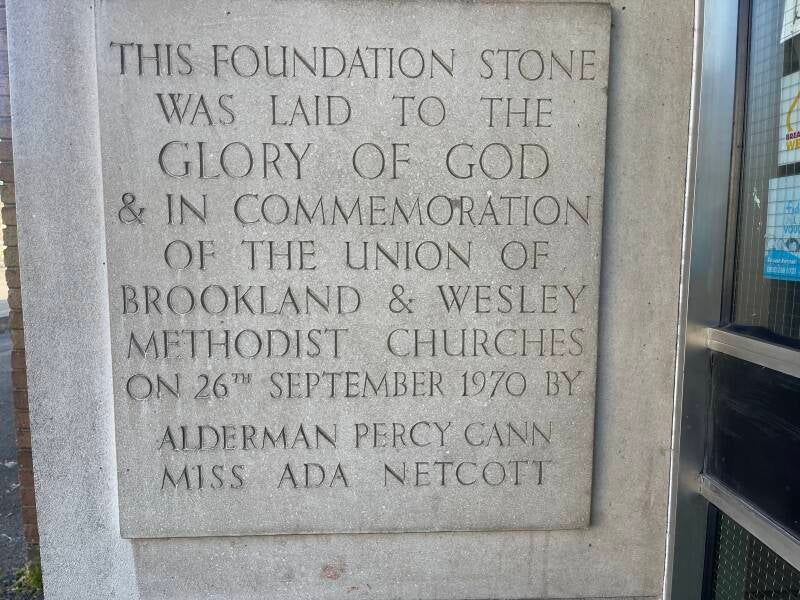 THIS FOUNDATION STONE
WAS LAID TO THE
GLORY OF GOD
& IN COMMEMORATION
OF THE UNION OF
BROOKLAND & WESLEY
METHODIST CHURCHES
ON 26TH SEPTEMBER 1970 BY
ALDERMAN PERCY CANN
MISS ADA NETCOTT